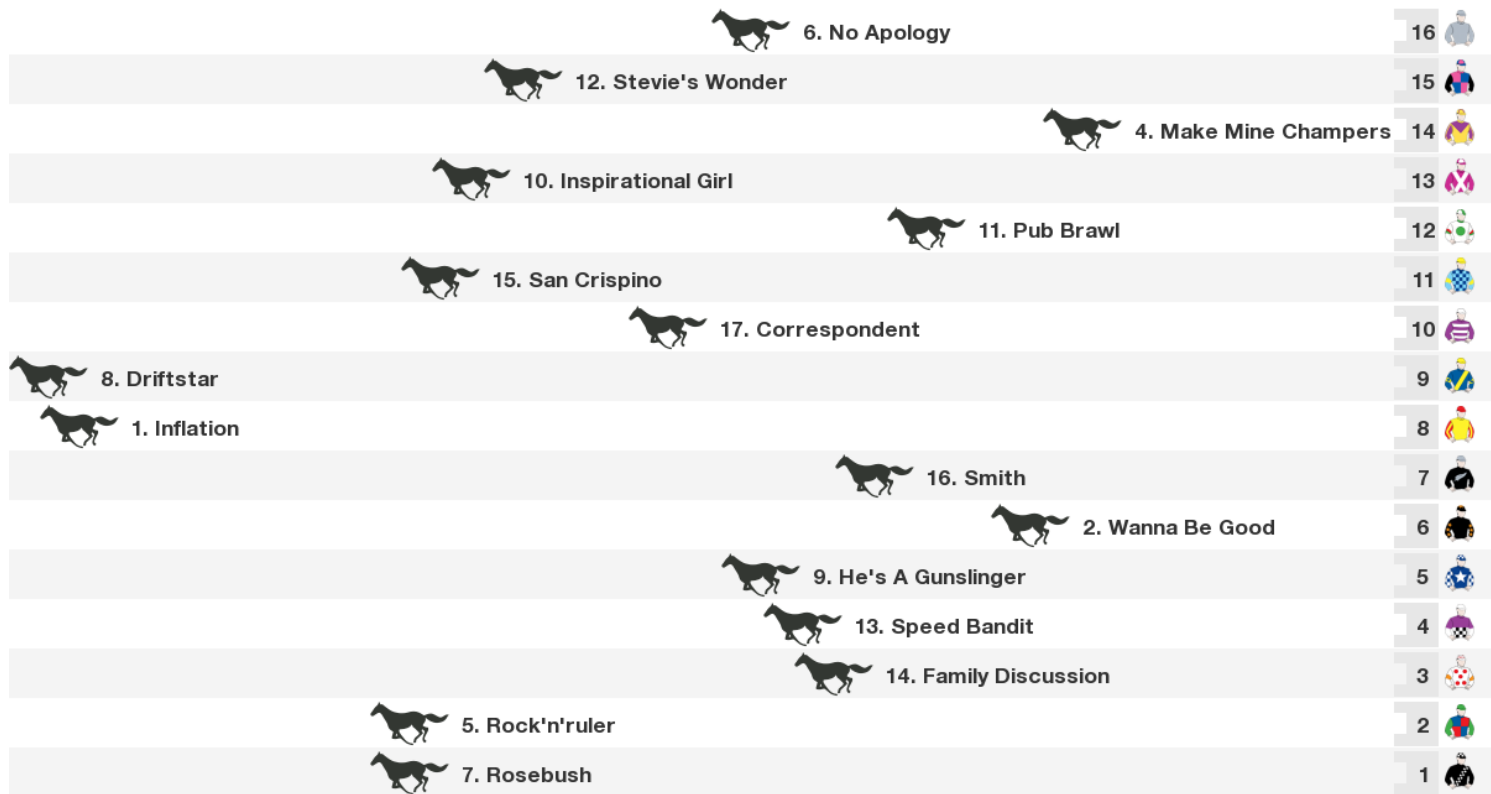 6. No Apology 16
12. Stevie's Wonder 15
4. Make Mine Champers 14
10. Inspirational Girl 13
11. Pub Brawl 12
15. San Crispino 11
17. Correspondent 10
8. Driftstar 9
1. Inflation 8
16. Smith 7
2. Wanna Be Good 6
9. He's A Gunslinger 5
13. Speed Bandit 4
14. Family Discussion 3
5. Rock'n'ruler 2
7. Rosebush 1